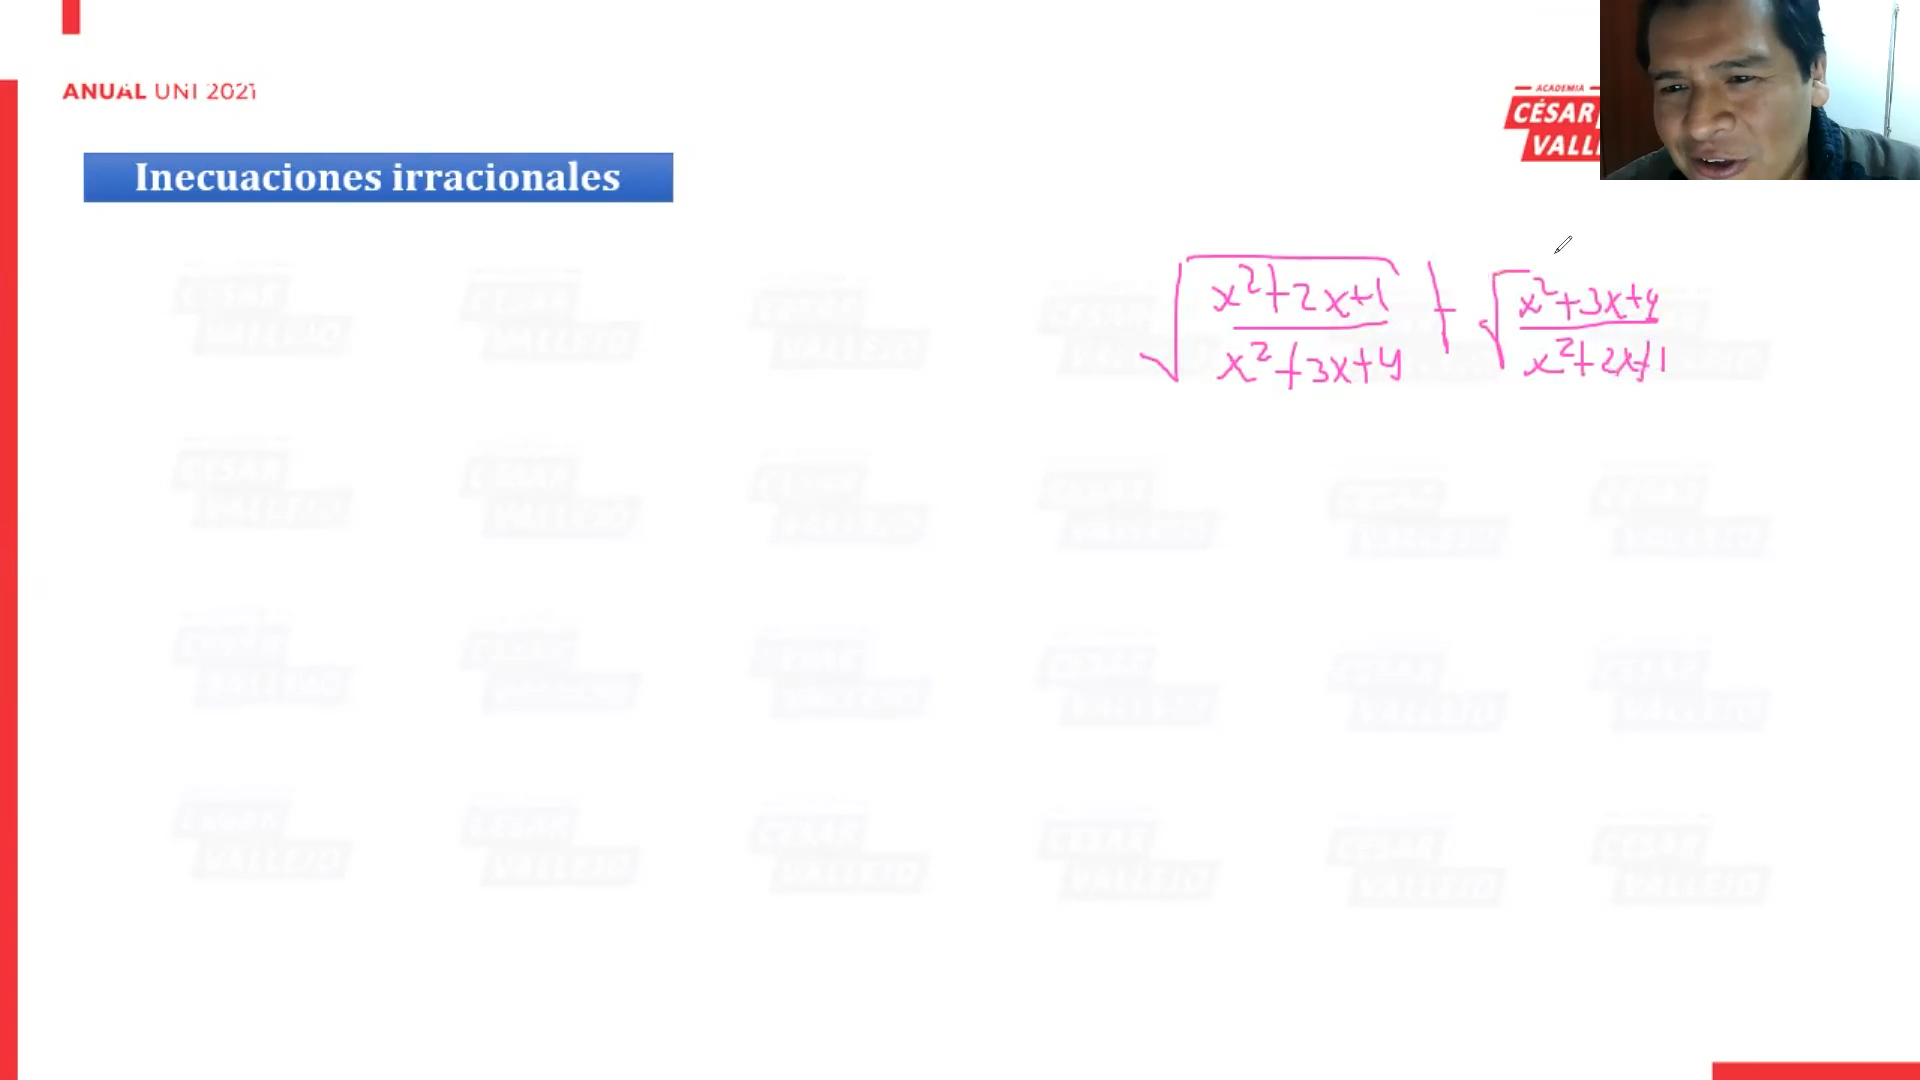 ANUAL UNI 2021
ACADEMIA
CÉSAR
VALL
Inecuaciones irracionales
√((x²+2x+1)/(x²+3x+4)) + √((x²+3x+4)/(x²+2x+1))